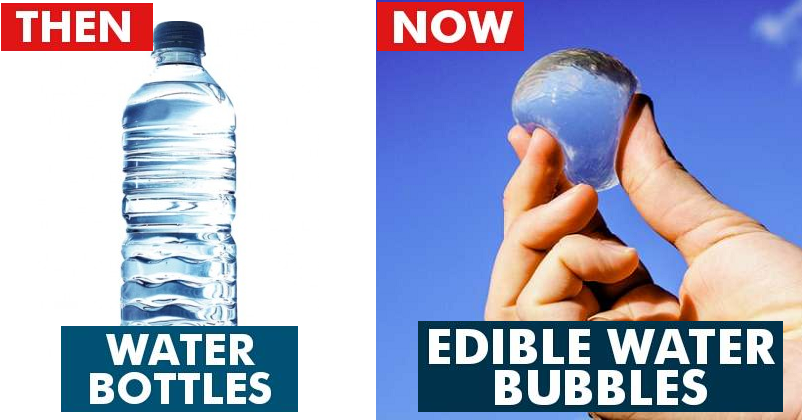 THEN
NOW
WATER
BOTTLES
EDIBLE WATER
BUBBLES